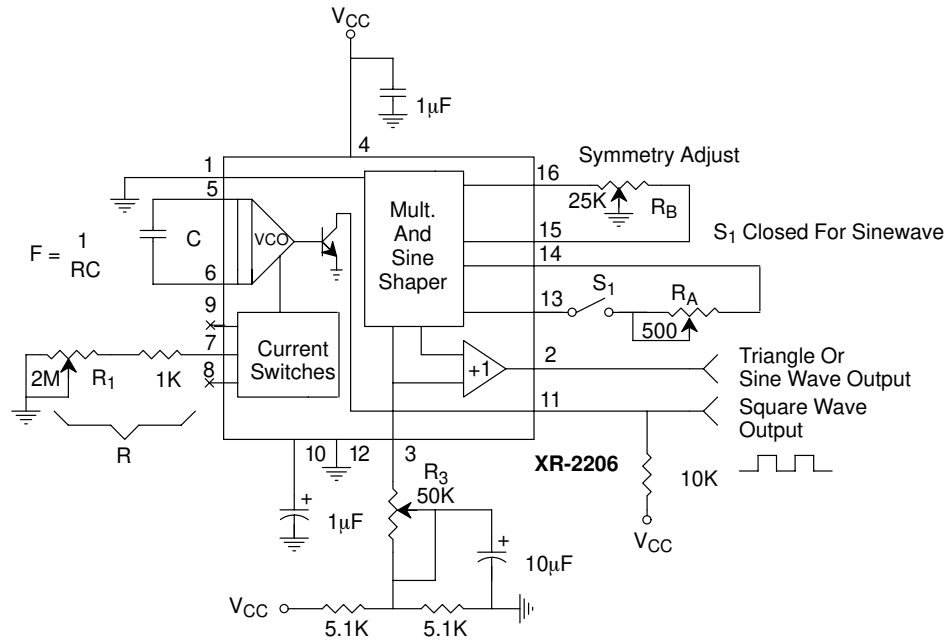 VCC
1μF
4
1
16
Symmetry Adjust
5
25K
RB
Mult.
And
Sine
Shaper
C
VCO
15
S1 Closed For Sinewave
F = 1
RC
14
6
S1
RA
13
500
9
7
Current
Switches
2M
R1
1K
8
+1
2
Triangle Or
Sine Wave Output
11
Square Wave
Output
R
10
12
3
XR-2206
R3
50K
10K
+
1μF
+
10μF
VCC
VCC
5.1K
5.1K